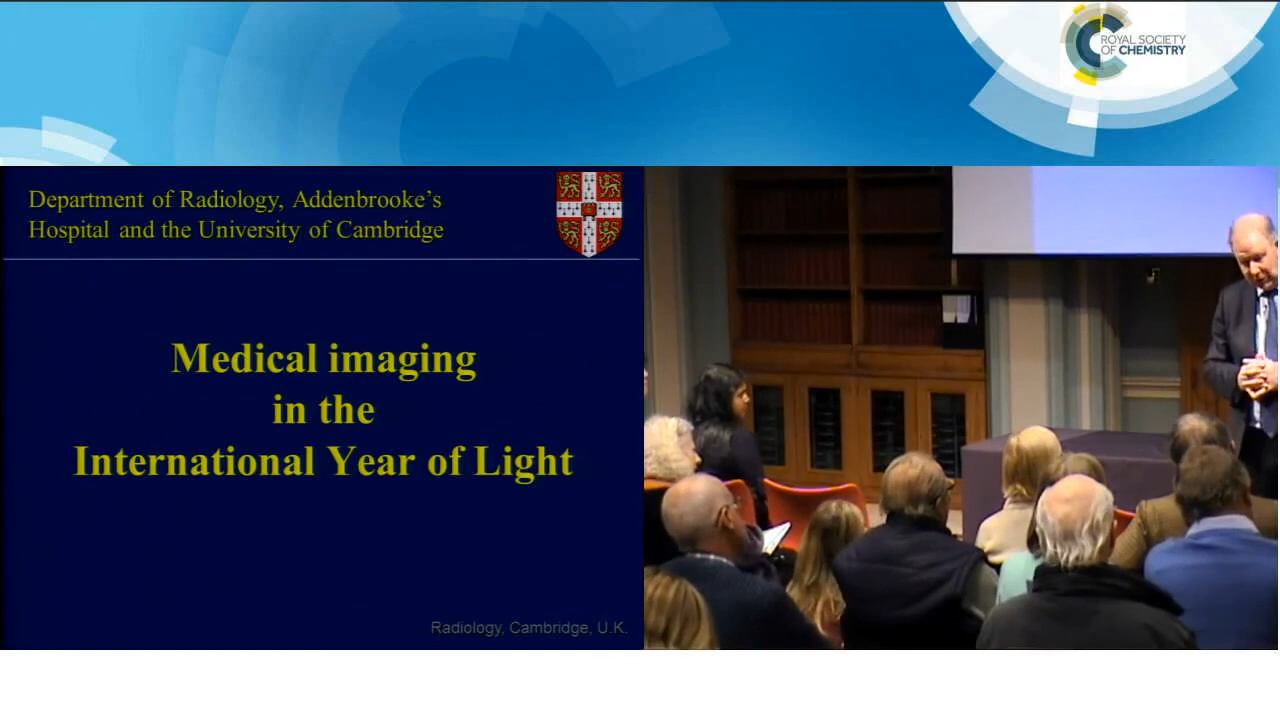 ROYAL SOCIETY
OF CHEMISTRY
Department of Radiology, Addenbrooke's
Hospital and the University of Cambridge
Medical imaging
in the
International Year of Light
Radiology, Cambridge, U.K.